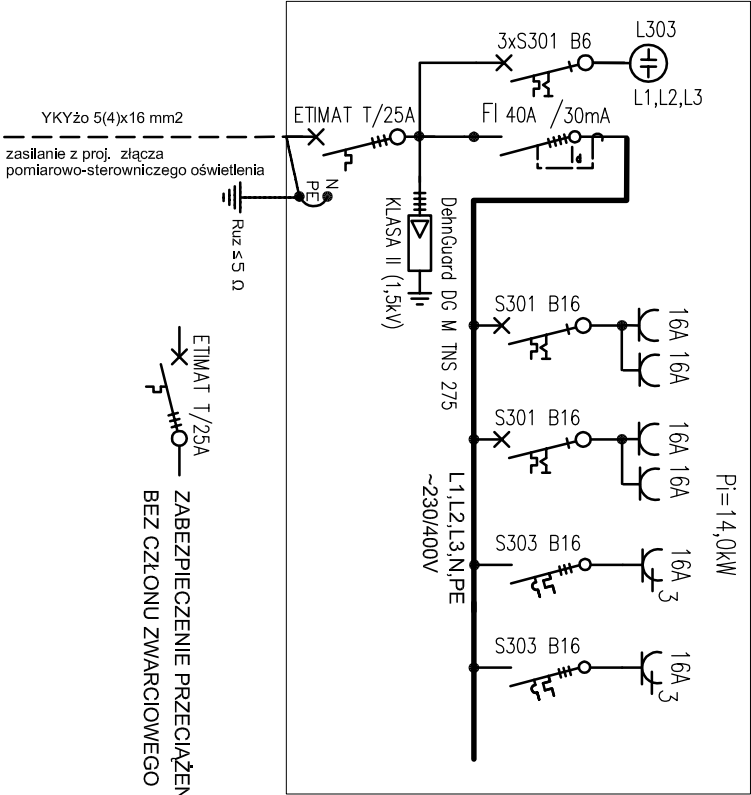 L303
3xS301 B6
L1,L2,L3
YKYżo 5(4)x16 mm2
ETIMAT T/25A
FI 40A /30mA
zasilanie z proj. złącza
pomiarowo-sterowniczego oświetlenia
d
N
PE
Ruz ≤ 5 Ω
DehnGuard DG M TNS 275
KLASA II (1,5kV)
S301 B16
16A
16A
S301 B16
16A
16A
Pi=14,0kW
L1,L2,L3,N,PE
~230/400V
S303 B16
16A
3
S303 B16
16A
3
ETIMAT T/25A
ZABEZPIECZENIE PRZECIĄŻEN
BEZ CZŁONU ZWARCIOWEGO